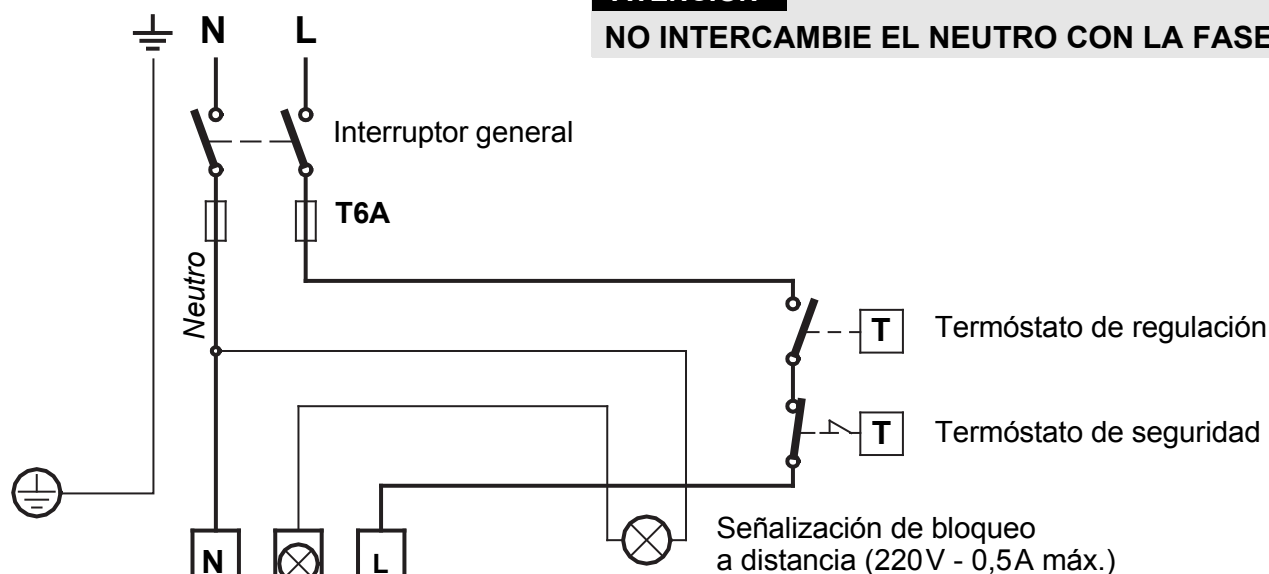 NO INTERCAMBIE EL NEUTRO CON LA FASE
N L
Interruptor general
T6A
Neutro
T Termóstato de regulación
T Termóstato de seguridad
Señalización de bloqueo
a distancia (220V - 0,5A máx.)
N L